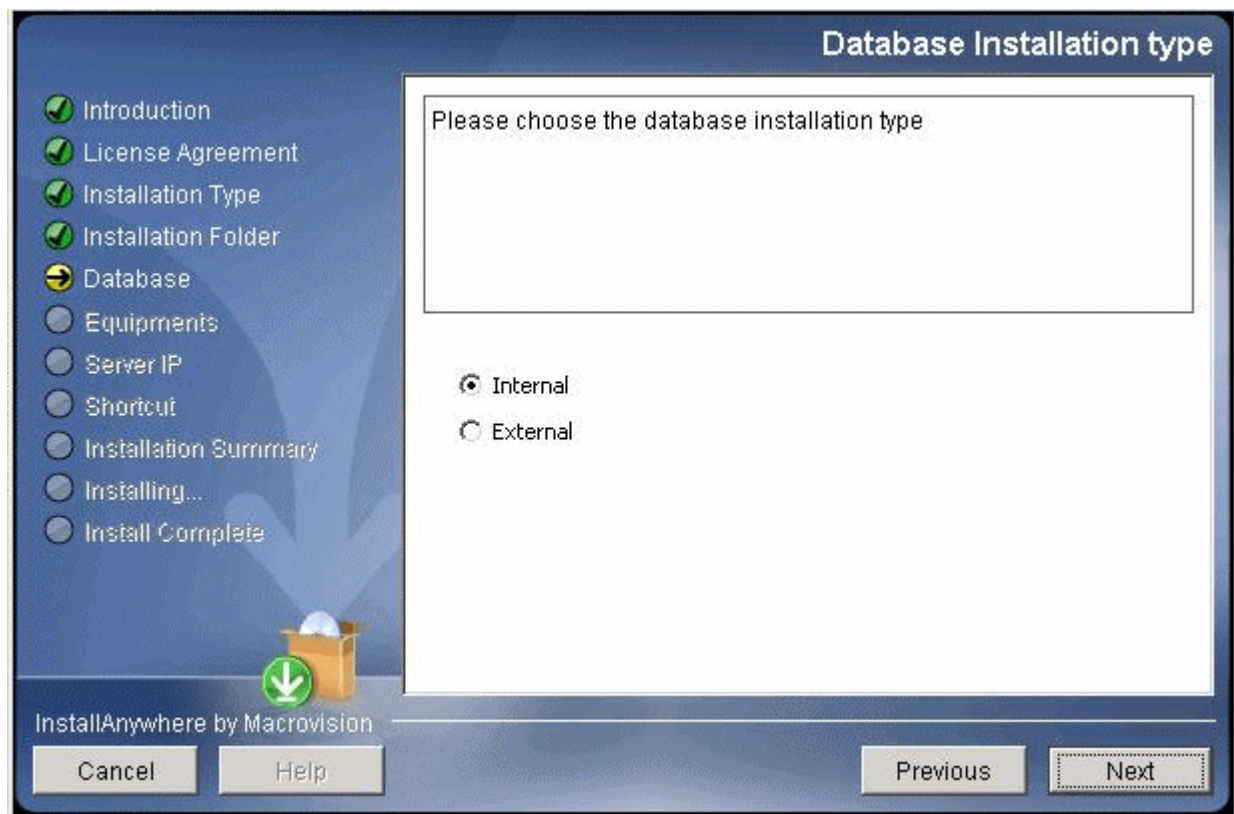 Database Installation type
Introduction
License Agreement
Installation Type
Installation Folder
Database
Equipments
Server IP
Shortcut
Installation Summary
Installing...
Install Complete
Please choose the database installation type
Internal
External
InstallAnywhere by Macrovision
Cancel
Help
Previous
Next